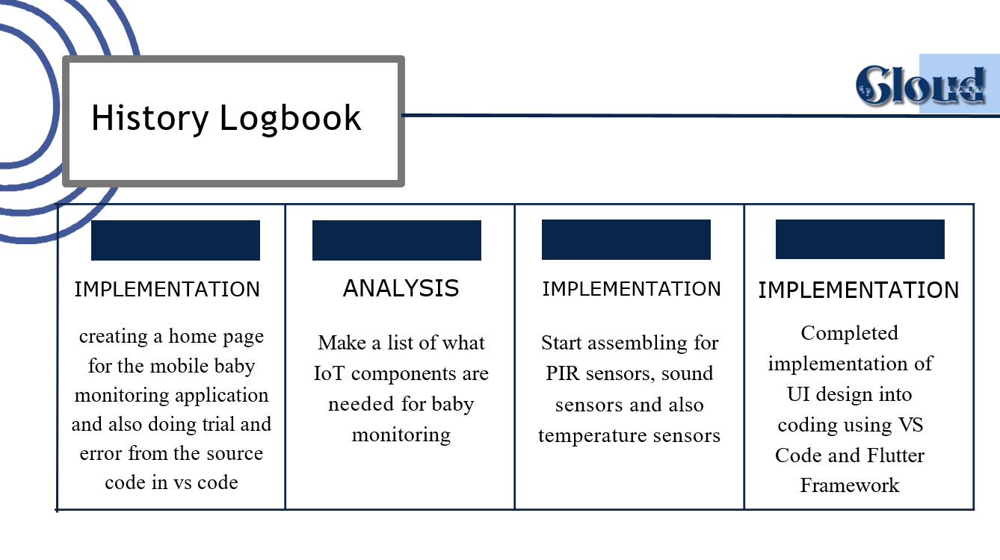 History Logbook
Cloud
BABY
IMPLEMENTATION
creating a home page
for the mobile baby
monitoring application
and also doing trial and
error from the source
code in vs code
ANALYSIS
Make a list of what
IoT components are
needed for baby
monitoring
IMPLEMENTATION
Start assembling for
PIR sensors, sound
sensors and also
temperature sensors
IMPLEMENTATION
Completed
implementation of
UI design into
coding using VS
Code and Flutter
Framework